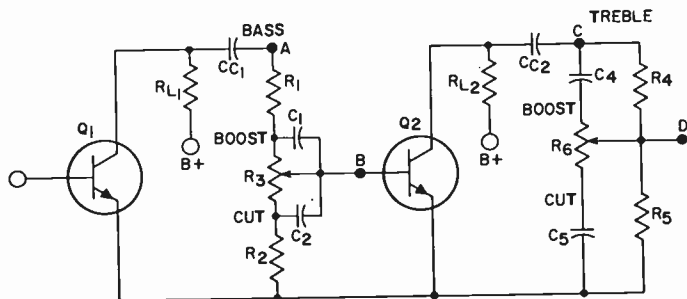 TREBLE
BASS
A
C
CC1
CC2
RL1
R1
RL2
C4
R4
C1
BOOST
BOOST
Q1
Q2
B+
B
B+
R6
D
R3
CUT
CUT
C2
R2
C5
R5